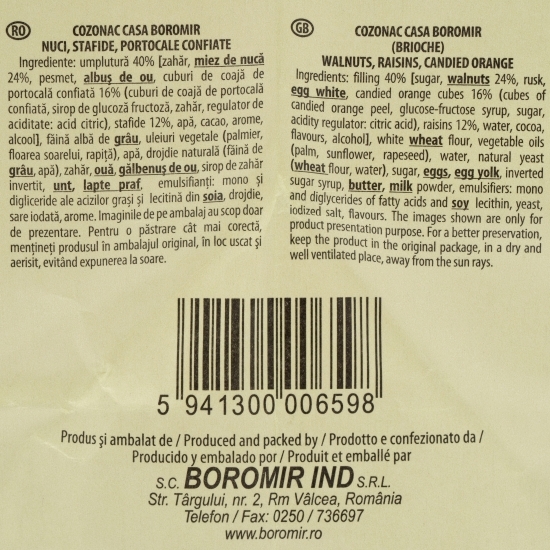 RO
COZONAC CASA BOROMIR
NUCI, STAFIDE, PORTOCALE CONFIATE
Ingrediente: umplutură 40% [zahăr, miez de nucă
24%, pesmet, albuș de ou, cuburi de coajă de
portocală confiată 16% (cuburi de coajă de portocală
confiată, sirop de glucoză fructoză, zahăr, regulator de
aciditate: acid citric), stafide 12%, apă, cacao, arome,
alcool], făină albă de grâu, uleiuri vegetale (palmier,
floarea soarelui, rapiță), apă, drojdie naturală (făină de
grâu, apă), zahăr, ouă, gălbenuș de ou, sirop de zahăr
invertit, unt, lapte praf, emulsifianți: mono și
digliceride ale acizilor grași și lecitină din soia, drojdie,
sare iodată, arome. Imaginile de pe ambalaj au scop doar
de prezentare. Pentru o păstrare cât mai corectă,
mențineți produsul în ambalajul original, în loc uscat și
aerisit, evitând expunerea la soare.
GB
COZONAC CASA BOROMIR
(BRIOCHE)
WALNUTS, RAISINS, CANDIED ORANGE
Ingredients: filling 40% [sugar, walnuts 24%, rusk,
egg white, candied orange cubes 16% (cubes of
candied orange peel, glucose-fructose syrup, sugar,
acidity regulator: citric acid), raisins 12%, water, cocoa,
flavours, alcohol], white wheat flour, vegetable oils
(palm, sunflower, rapeseed), water, natural yeast
(wheat flour, water), sugar, eggs, egg yolk, inverted
sugar syrup, butter, milk powder, emulsifiers: mono
and diglycerides of fatty acids and soy lecithin, yeast,
iodized salt, flavours. The images shown are only for
product presentation purpose. For a better preservation,
keep the product in the original package, in a dry and
well ventilated place, away from the sun rays.
5 941300 006598
Produs și ambalat de / Produced and packed by / Prodotto e confezionato da /
Producido y embalado por / Produit et emballé par
S.C. BOROMIR IND S.R.L.
Str. Târgului, nr. 2, Rm Vâlcea, România
Telefon / Fax: 0250 / 736697
www.boromir.ro